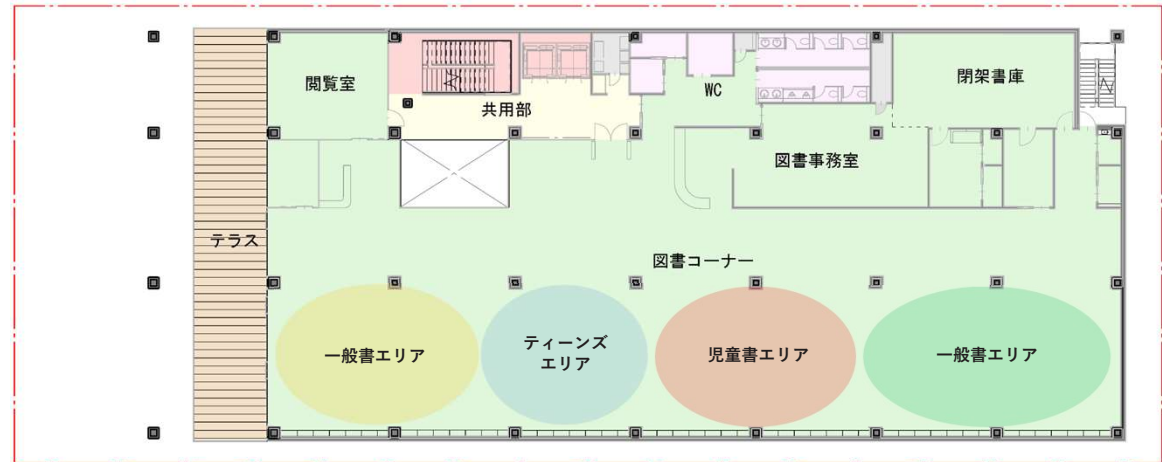 閲覧室
共用部
WC
閉架書庫
図書事務室
テラス
図書コーナー
一般書エリア
ティーンズ
エリア
児童書エリア
一般書エリア